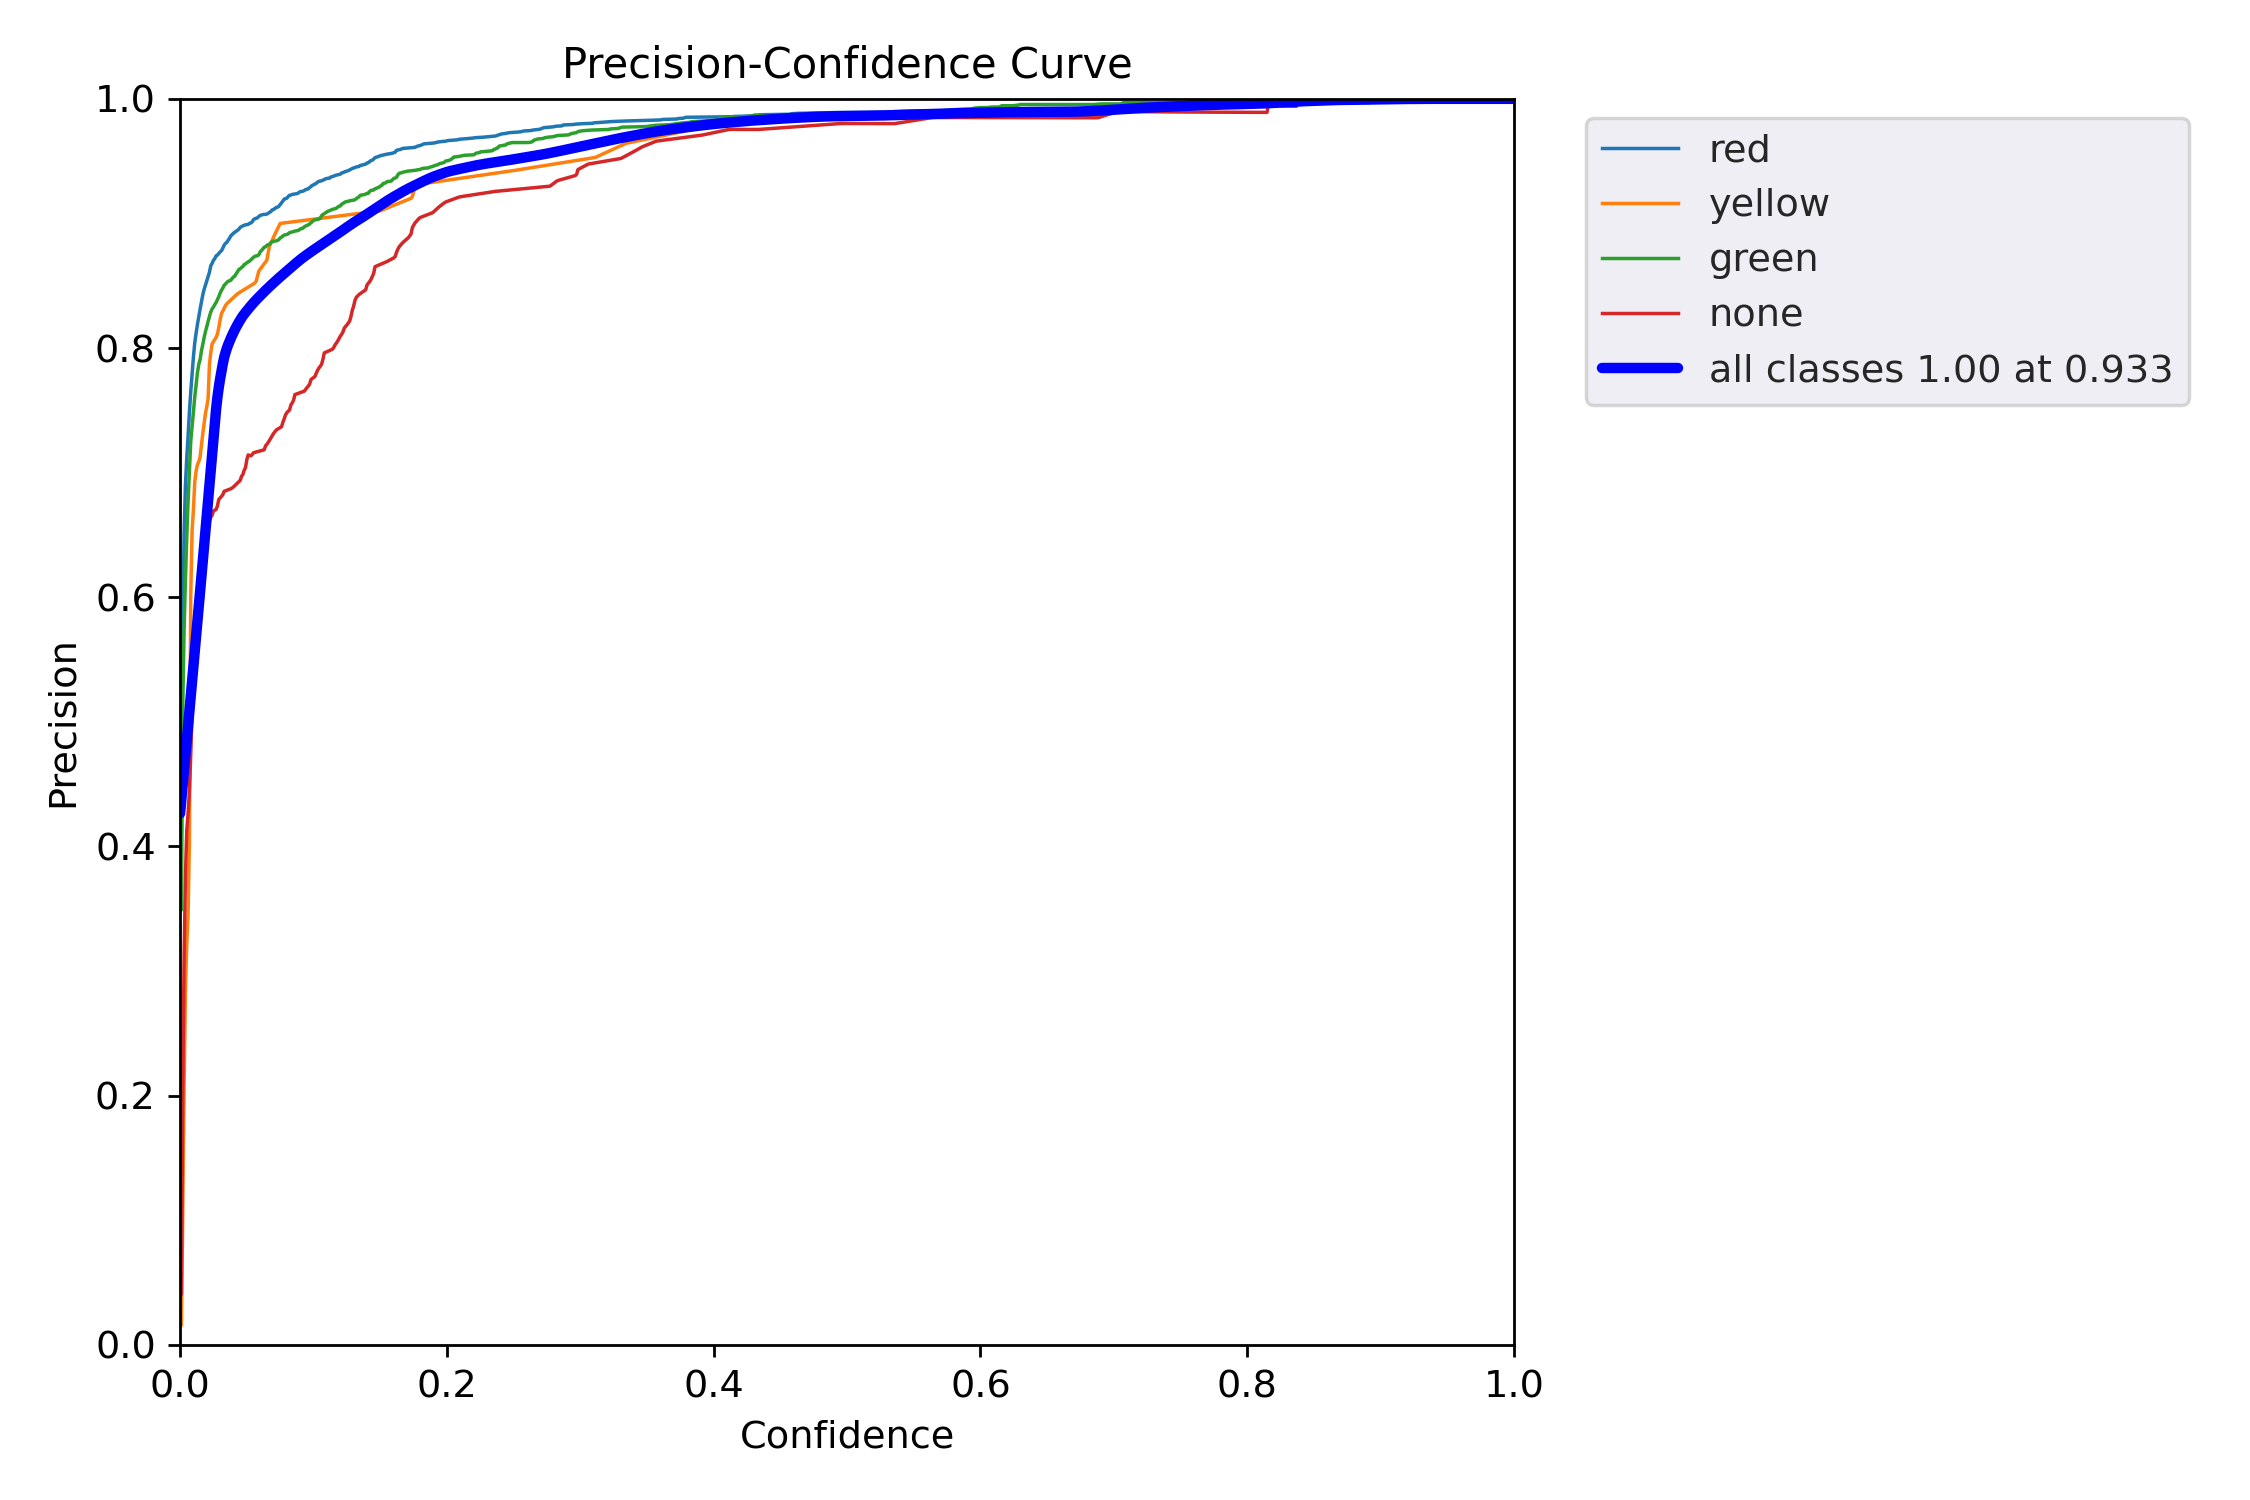 Precision-Confidence Curve
1.0
0.8
0.6
0.4
0.2
0.0
Precision
0.0 0.2 0.4 0.6 0.8 1.0
Confidence
red
yellow
green
none
all classes 1.00 at 0.933